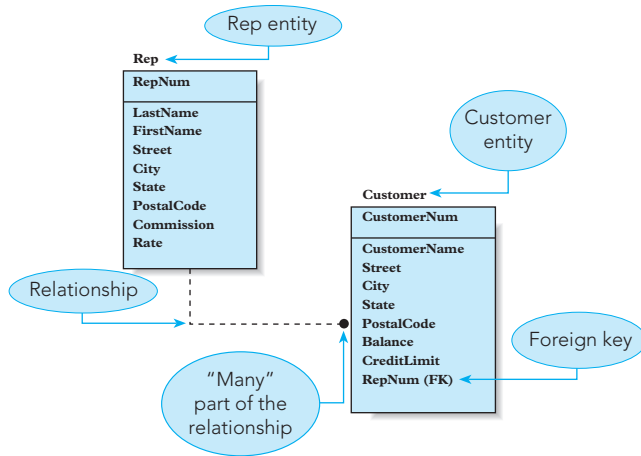 Rep entity
Rep
RepNum
LastName
FirstName
Street
City
State
PostalCode
Commission
Rate
Customer
entity
Customer
CustomerNum
CustomerName
Street
City
State
PostalCode
Balance
CreditLimit
RepNum (FK)
Relationship
"Many"
part of the
relationship
Foreign key